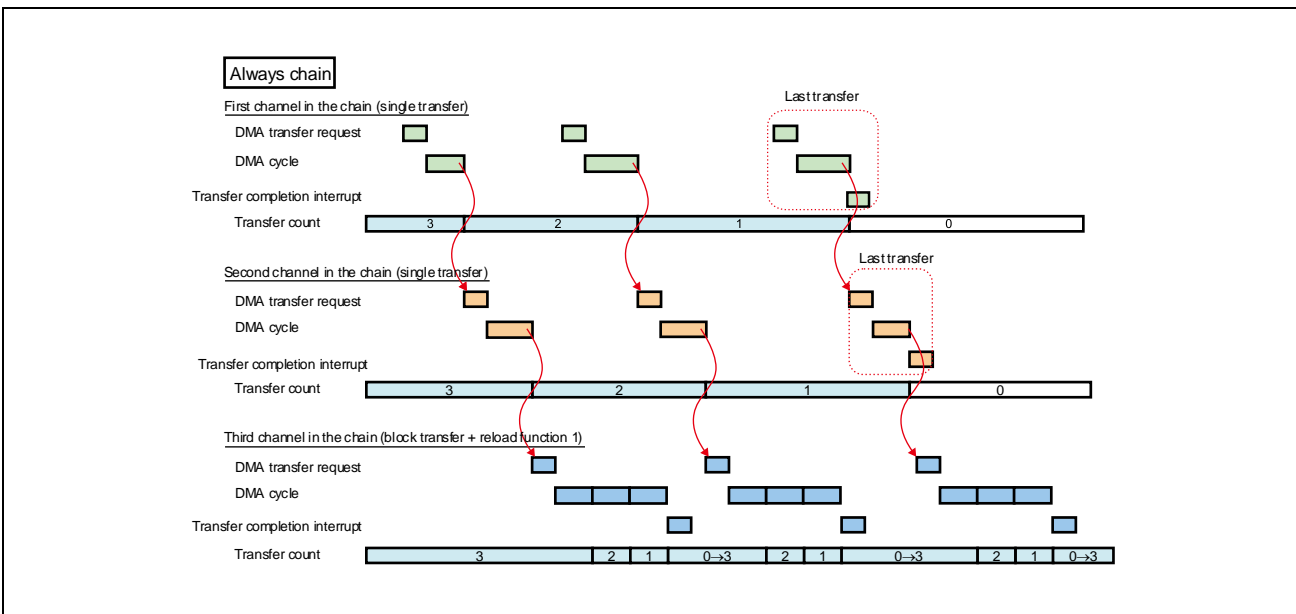 Always chain
First channel in the chain (single transfer)
Last transfer
DMA transfer request
DMA cycle
Transfer completion interrupt
Transfer count
3 2 1 0
Second channel in the chain (single transfer)
Last transfer
DMA transfer request
DMA cycle
Transfer completion interrupt
Transfer count
3 2 1 0
Third channel in the chain (block transfer + reload function 1)
DMA transfer request
DMA cycle
Transfer completion interrupt
Transfer count
3 2 1 0→3 2 1 0→3 2 1 0→3